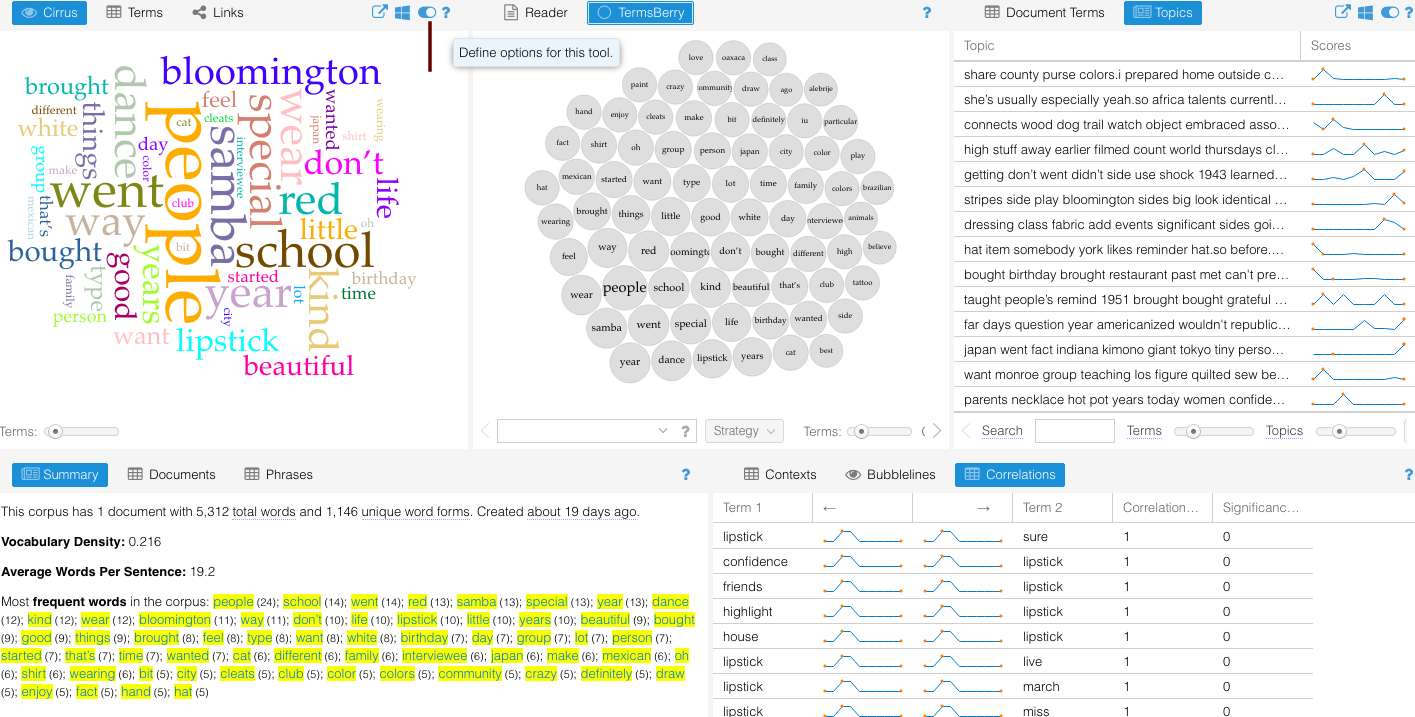 Cirrus Terms Links ?
Define options for this tool.
bloomington
brought
dance
feel
different
things
white
people
cat
cleats
special
wear
wanted
wearing
japan
shirt
day
samba
interviewee
don't
group
color
make
went
club
red
life
that's
mexican
way
little
oh
bought
bit
school
years
type
good
started
kind
birthday
family
year
lot
time
person
city
want
lipstick
beautiful
Terms:
Reader TermsBerry ?
love oaxaca class
paint crazy community draw ago alebrije
hand enjoy cleats make bit definitely iu particular
fact shirt oh group person japan city color play
hat mexican started want type lot time family colors brazilian
wearing brought things little good white day interviewe animals
feel way red oomingto don't bought different high believe
wear people school kind beautiful that's club tattoo
samba went special life birthday wanted side
year dance lipstick years cat best
? Strategy Terms:
Document Terms Topics ?
Topic Scores
share county purse colors.i prepared home outside c…
she's usually especially yeah.so africa talents currentl…
connects wood dog trail watch object embraced asso…
high stuff away earlier filmed count world thursdays cl…
getting don't went didn't side use shock 1943 learned…
stripes side play bloomington sides big look identical …
dressing class fabric add events significant sides goi…
hat item somebody york likes reminder hat.so before…
bought birthday brought restaurant past met can't pre…
taught people's remind 1951 brought bought grateful …
far days question year americanized wouldn't republic…
japan went fact indiana kimono giant tokyo tiny perso…
want monroe group teaching los figure quilted sew be…
parents necklace hot pot years today women confide…
Search Terms Topics
Summary Documents Phrases ?
This corpus has 1 document with 5,312 total words and 1,146 unique word forms. Created about 19 days ago.
Vocabulary Density: 0.216
Average Words Per Sentence: 19.2
Most frequent words in the corpus: people (24); school (14); went (14); red (13); samba (13); special (13); year (13); dance
(12); kind (12); wear (12); bloomington (11); way (11); don't (10); life (10); lipstick (10); little (10); years (10); beautiful (9); bought
(9); good (9); things (9); brought (8); feel (8); type (8); want (8); white (8); birthday (7); day (7); group (7); lot (7); person (7);
started (7); that's (7); time (7); wanted (7); cat (6); different (6); family (6); interviewee (6); japan (6); make (6); mexican (6); oh
(6); shirt (6); wearing (6); bit (5); city (5); cleats (5); club (5); color (5); colors (5); community (5); crazy (5); definitely (5); draw
(5); enjoy (5); fact (5); hand (5); hat (5)
Contexts Bubblelines Correlations ?
Term 1 ← → Term 2 Correlation… Significanc…
lipstick sure 1 0
confidence lipstick 1 0
friends lipstick 1 0
highlight lipstick 1 0
house lipstick 1 0
lipstick live 1 0
lipstick march 1 0
lipstick miss 1 0